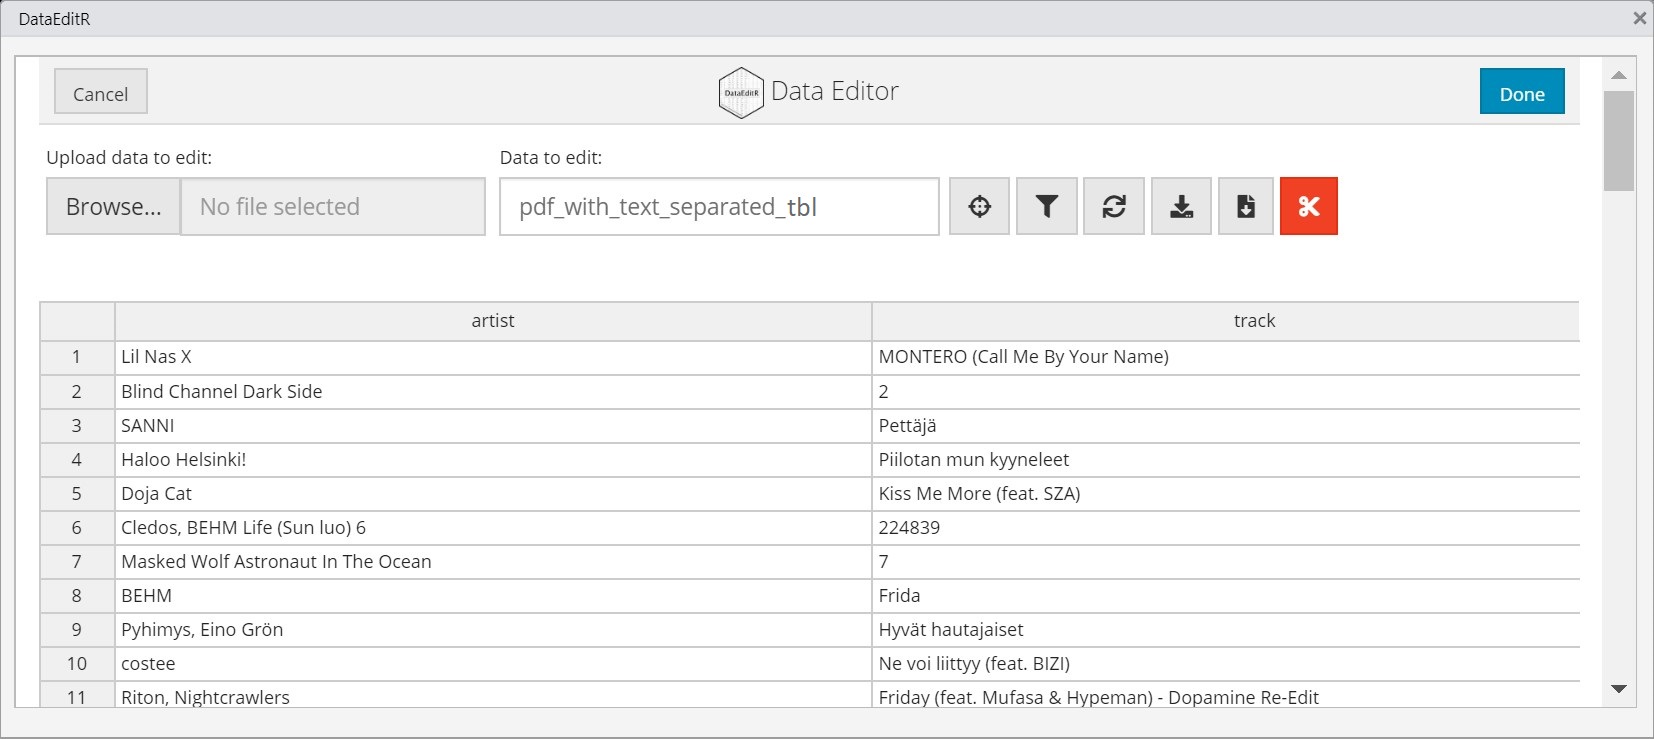 DataEditR
Cancel
DataEditR
Data Editor
Done
Upload data to edit:
Data to edit:
Browse...
No file selected
pdf_with_text_separated_tbl
artist track
1 Lil Nas X MONTERO (Call Me By Your Name)
2 Blind Channel Dark Side 2
3 SANNI Pettäjä
4 Haloo Helsinki! Piilotan mun kyyneleet
5 Doja Cat Kiss Me More (feat. SZA)
6 Cledos, BEHM Life (Sun luo) 6 224839
7 Masked Wolf Astronaut In The Ocean 7
8 BEHM Frida
9 Pyhimys, Eino Grön Hyvät hautajaiset
10 costee Ne voi liittyy (feat. BIZI)
11 Riton, Nightcrawlers Friday (feat. Mufasa & Hypeman) - Dopamine Re-Edit